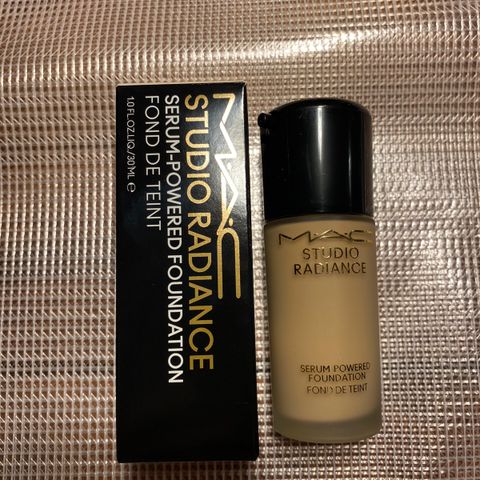 M·A·C
STUDIO RADIANCE
SERUM-POWERED FOUNDATION
FOND DE TEINT
1.0 FL.OZ.LIQ./30 ML ℮
M·A·C
STUDIO
RADIANCE
SERUM-POWERED
FOUNDATION
FOND DE TEINT